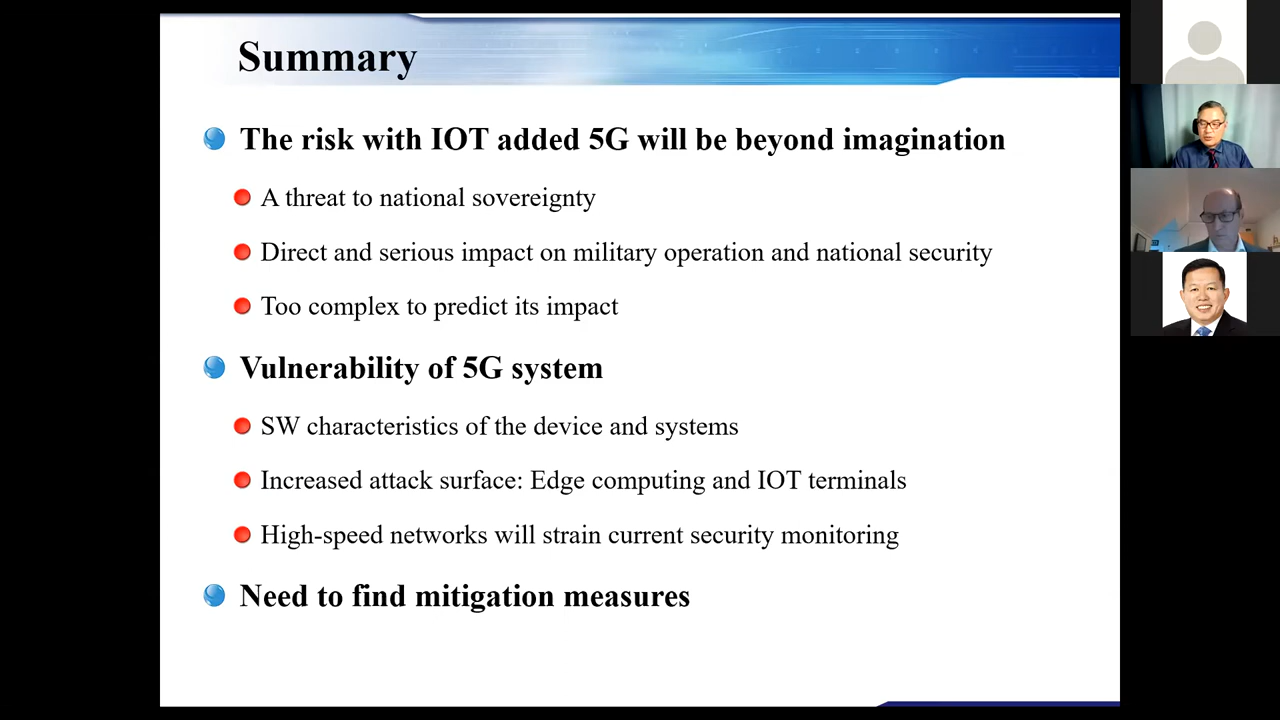 Summary
The risk with IOT added 5G will be beyond imagination
A threat to national sovereignty
Direct and serious impact on military operation and national security
Too complex to predict its impact
Vulnerability of 5G system
SW characteristics of the device and systems
Increased attack surface: Edge computing and IOT terminals
High-speed networks will strain current security monitoring
Need to find mitigation measures